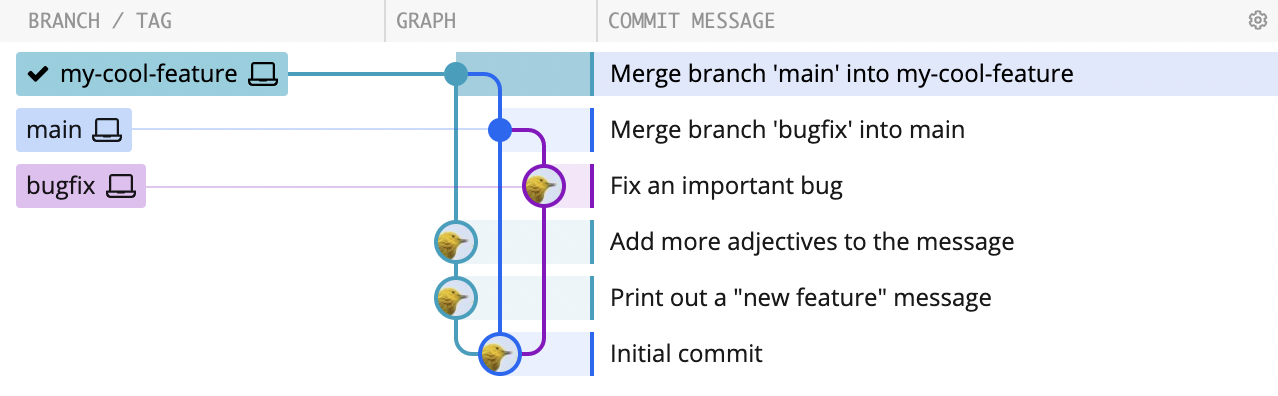 BRANCH / TAG GRAPH COMMIT MESSAGE
my-cool-feature Merge branch 'main' into my-cool-feature
main Merge branch 'bugfix' into main
bugfix Fix an important bug
Add more adjectives to the message
Print out a "new feature" message
Initial commit